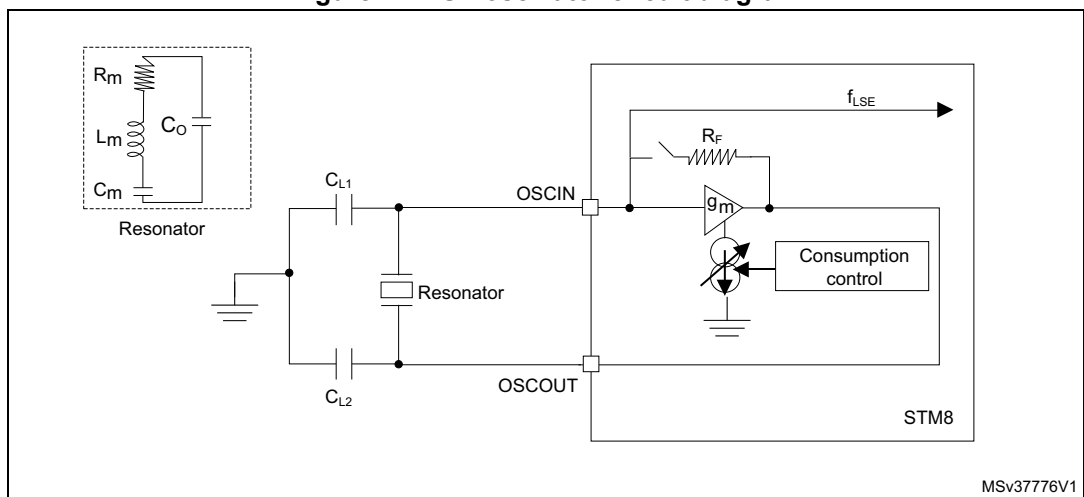 Rm
Lm
Cm
CO
Resonator
CL1
CL2
Resonator
OSCIN
OSCOUT
fLSE
RF
gm
Consumption
control
STM8
MSv37776V1